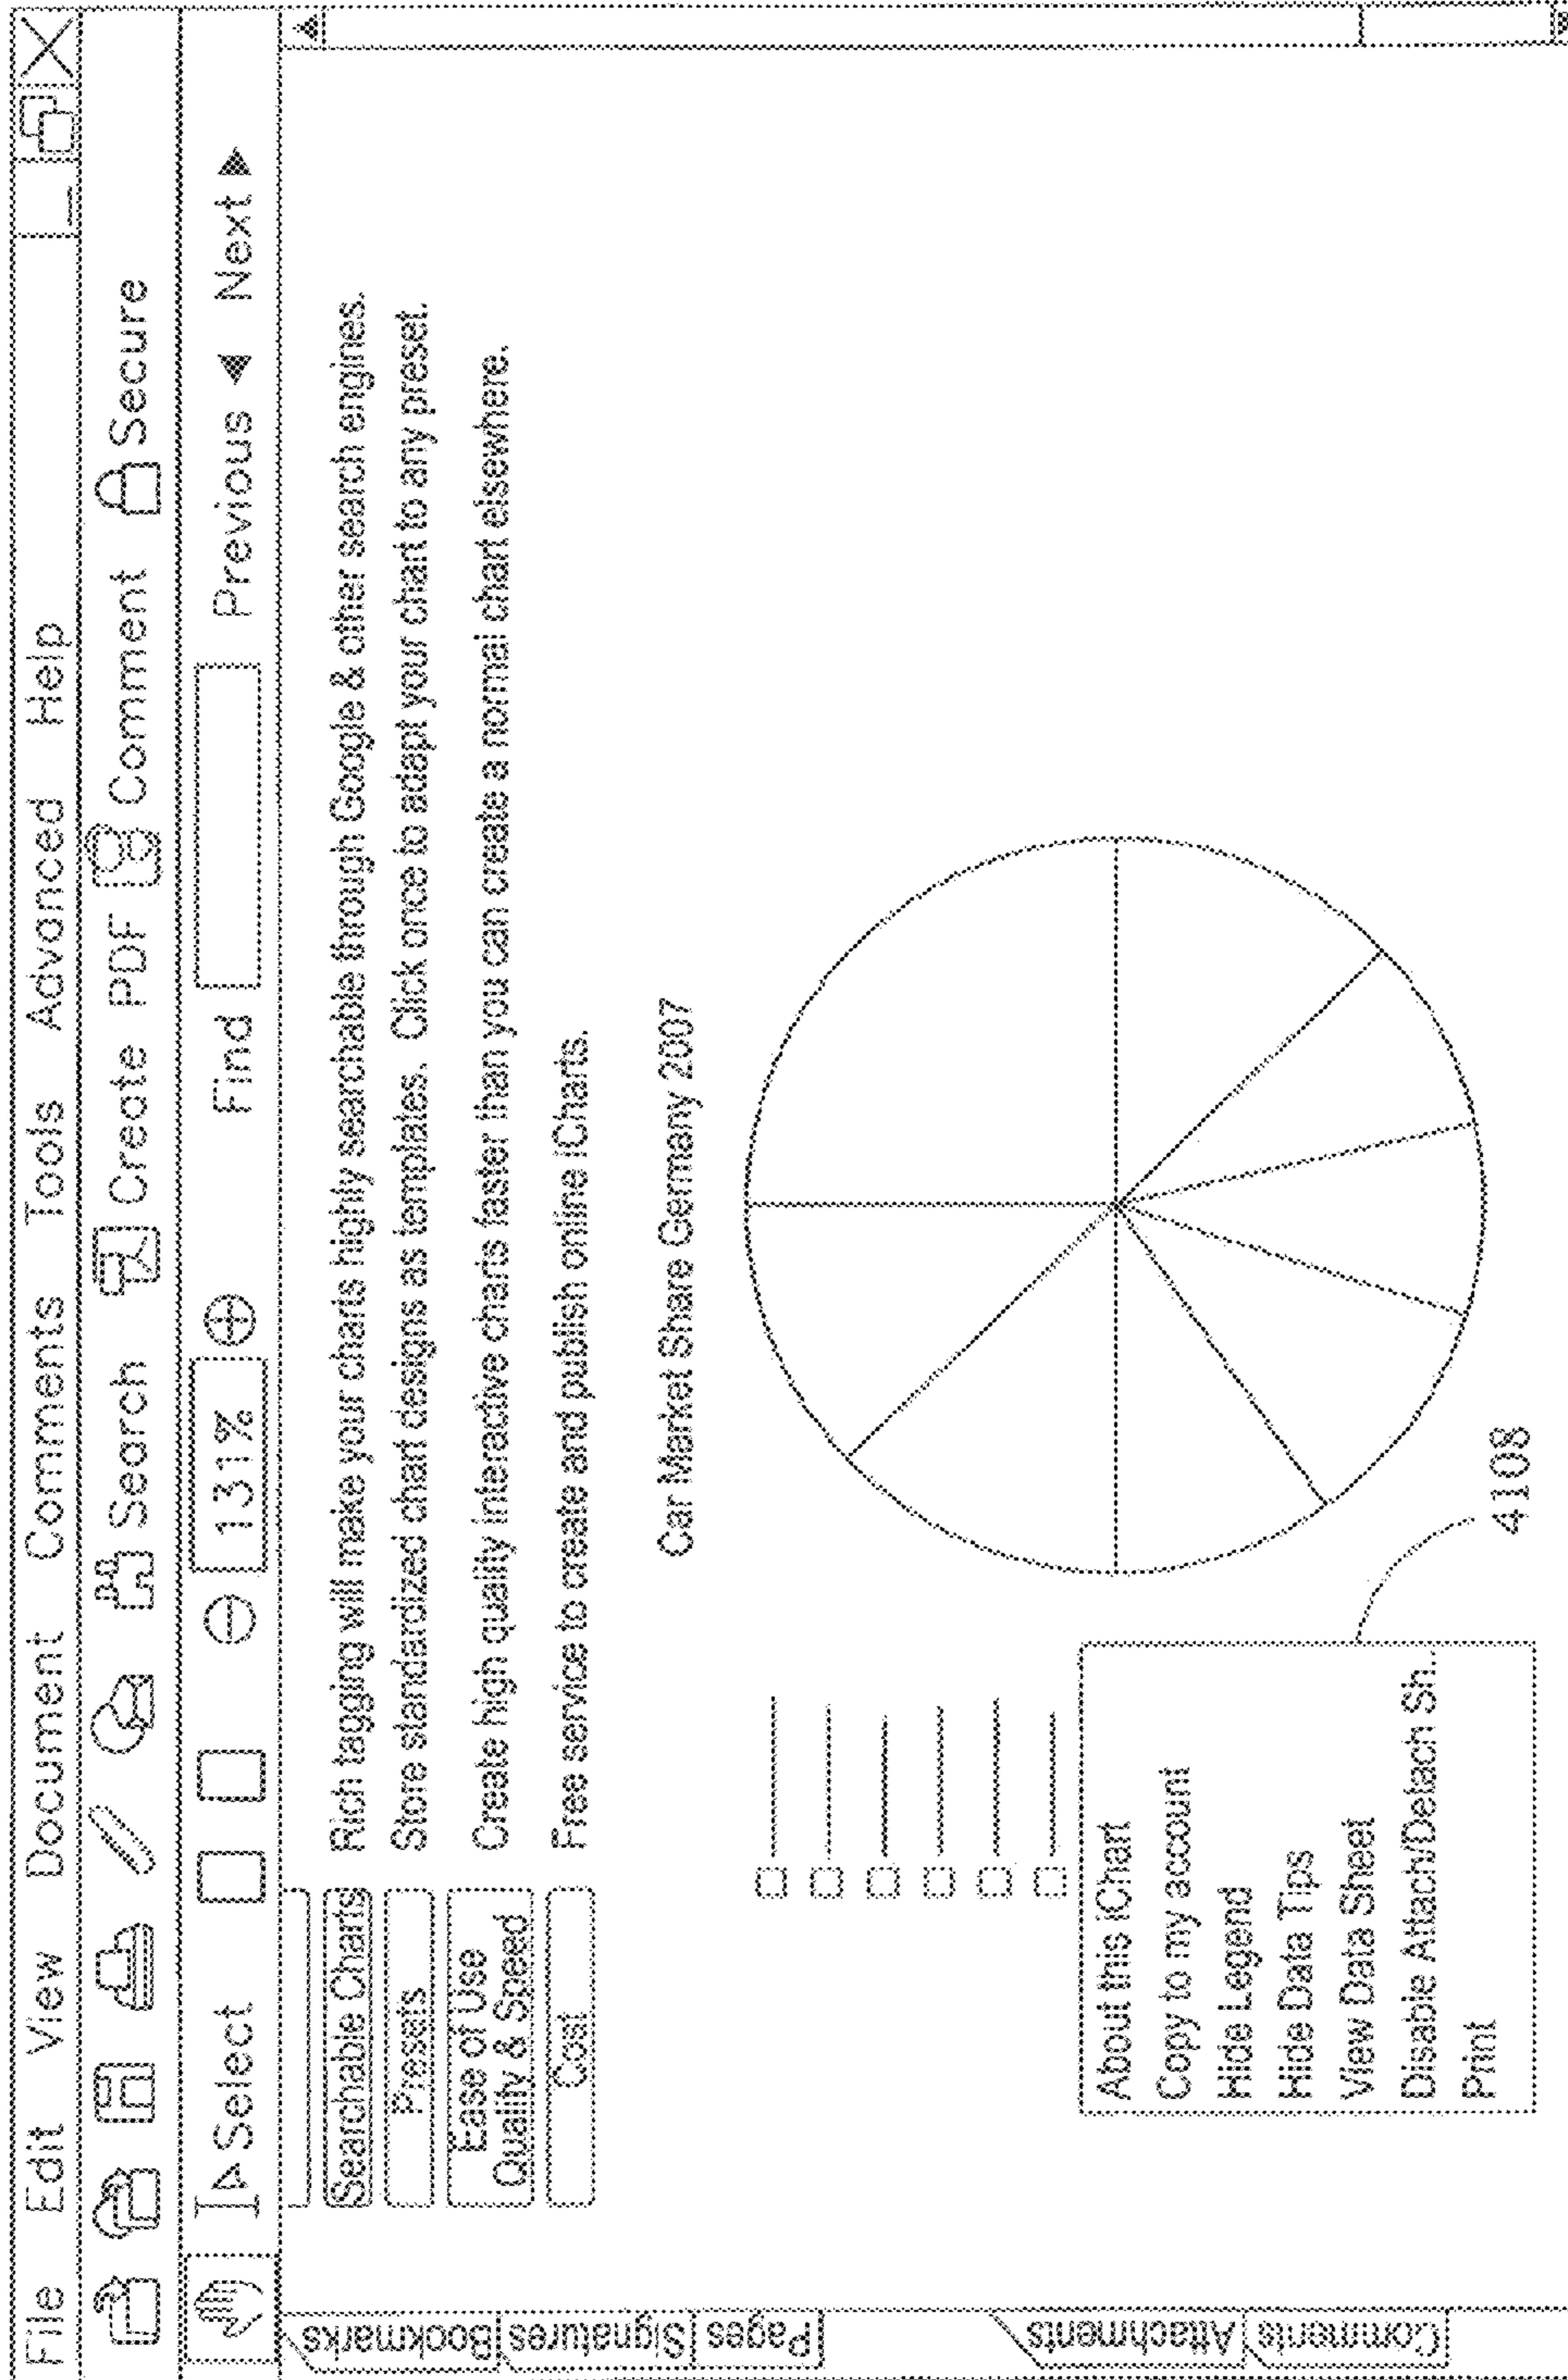 File Edit View Document Comments Tools Advanced Help
Search Create PDF Comment Secure
Select 131% Find Previous Next
Searchable Charts Rich tagging will make your charts highly searchable through Google & other search engines.
Presets Store standardized chart designs as templates. Click once to adapt your chart to any preset.
Ease of Use
Quality & Speed Create high quality interactive charts faster than you can create a normal chart elsewhere.
Cost Free service to create and publish online iCharts.
Car Market Share Germany 2007
About this iChart
Copy to my account
Hide Legend
Hide Data Tips
View Data Sheet
Disable Attach/Detach Sh..
Print
4108
Bookmarks
Signatures
Pages
Attachments
Comments